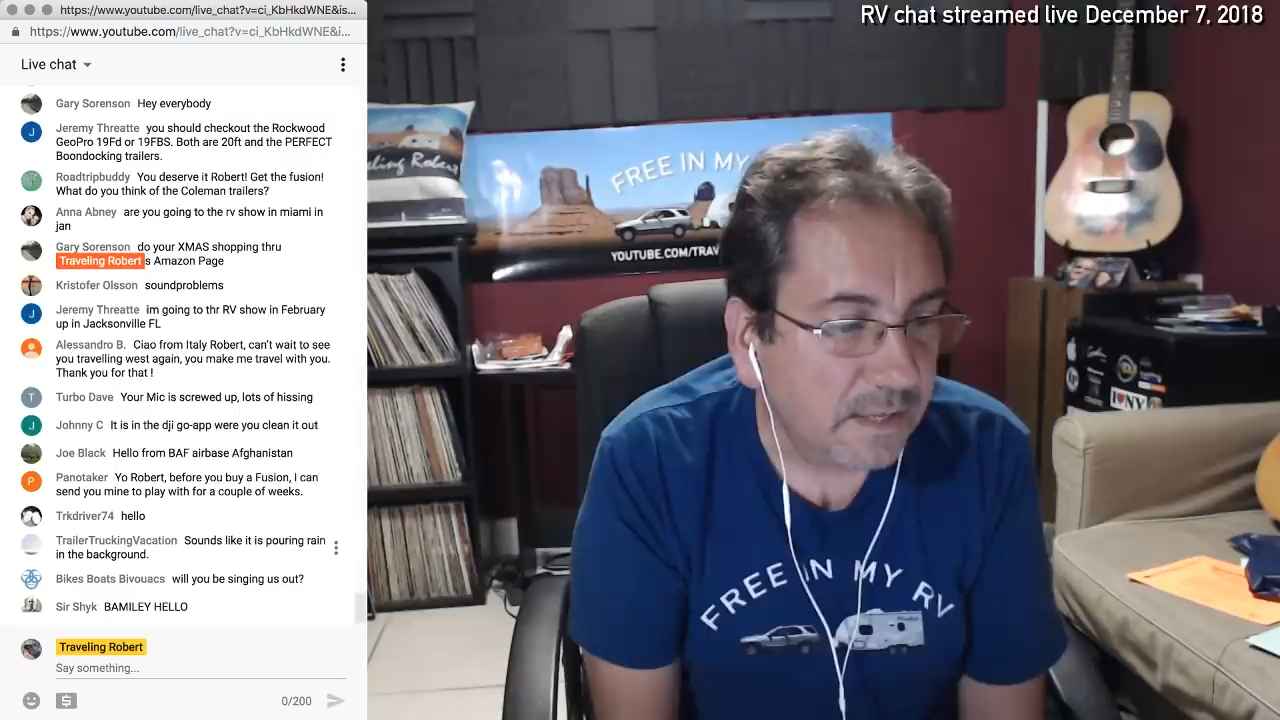 https://www.youtube.com/live_chat?v=ci_KbHkdWNE&is...
https://www.youtube.com/live_chat?v=ci_KbHkdWNE&i...
Live chat
Gary Sorenson Hey everybody
Jeremy Threatte you should checkout the Rockwood
GeoPro 19Fd or 19FBS. Both are 20ft and the PERFECT
Boondocking trailers.
Roadtripbuddy You deserve it Robert! Get the fusion!
What do you think of the Coleman trailers?
Anna Abney are you going to the rv show in miami in
jan
Gary Sorenson do your XMAS shopping thru
Traveling Robert s Amazon Page
Kristofer Olsson soundproblems
Jeremy Threatte im going to thr RV show in February
up in Jacksonville FL
Alessandro B. Ciao from Italy Robert, can't wait to see
you travelling west again, you make me travel with you.
Thank you for that !
Turbo Dave Your Mic is screwed up, lots of hissing
Johnny C It is in the dji go-app were you clean it out
Joe Black Hello from BAF airbase Afghanistan
Panotaker Yo Robert, before you buy a Fusion, I can
send you mine to play with for a couple of weeks.
Trkdriver74 hello
TrailerTruckingVacation Sounds like it is pouring rain
in the background.
Bikes Boats Bivouacs will you be singing us out?
Sir Shyk BAMILEY HELLO
Traveling Robert
Say something...
0/200
RV chat streamed live December 7, 2018
eling Robert
FREE IN MY
YOUTUBE.COM/TRAV
I NY
FREE IN MY RV